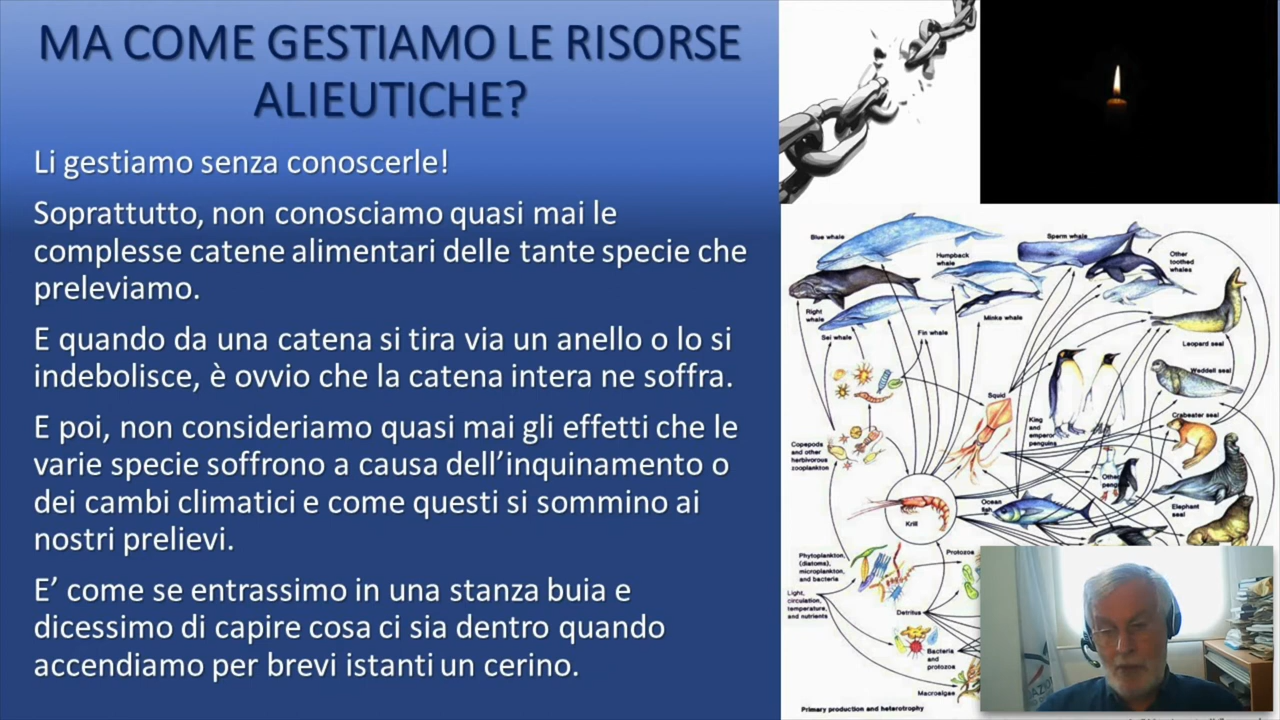 MA COME GESTIAMO LE RISORSE
ALIEUTICHE?
Li gestiamo senza conoscerle!
Soprattutto, non conosciamo quasi mai le
complesse catene alimentari delle tante specie che
preleviamo.
E quando da una catena si tira via un anello o lo si
indebolisce, è ovvio che la catena intera ne soffra.
E poi, non consideriamo quasi mai gli effetti che le
varie specie soffrono a causa dell'inquinamento o
dei cambi climatici e come questi si sommino ai
nostri prelievi.
E' come se entrassimo in una stanza buia e
dicessimo di capire cosa ci sia dentro quando
accendiamo per brevi istanti un cerino.
Blue whale
Sperm whale
Humpback
whale
Other
toothed
whales
Right
whale
Minke whale
Sei whale
Fin whale
Leopard seal
Weddell seal
Squid
King
and
emperor
penguins
Crabeater seal
Copepods
and other
herbivorous
zooplankton
Other
Elephant
seal
Ocean
fish
Krill
Phytoplankton,
(diatoms),
microplankton,
and bacteria
Protozoa
Light,
circulation,
temperature,
and nutrients
Detritus
Bacteria
and
protozoa
Macroalgae
Primary production and heterotrophy